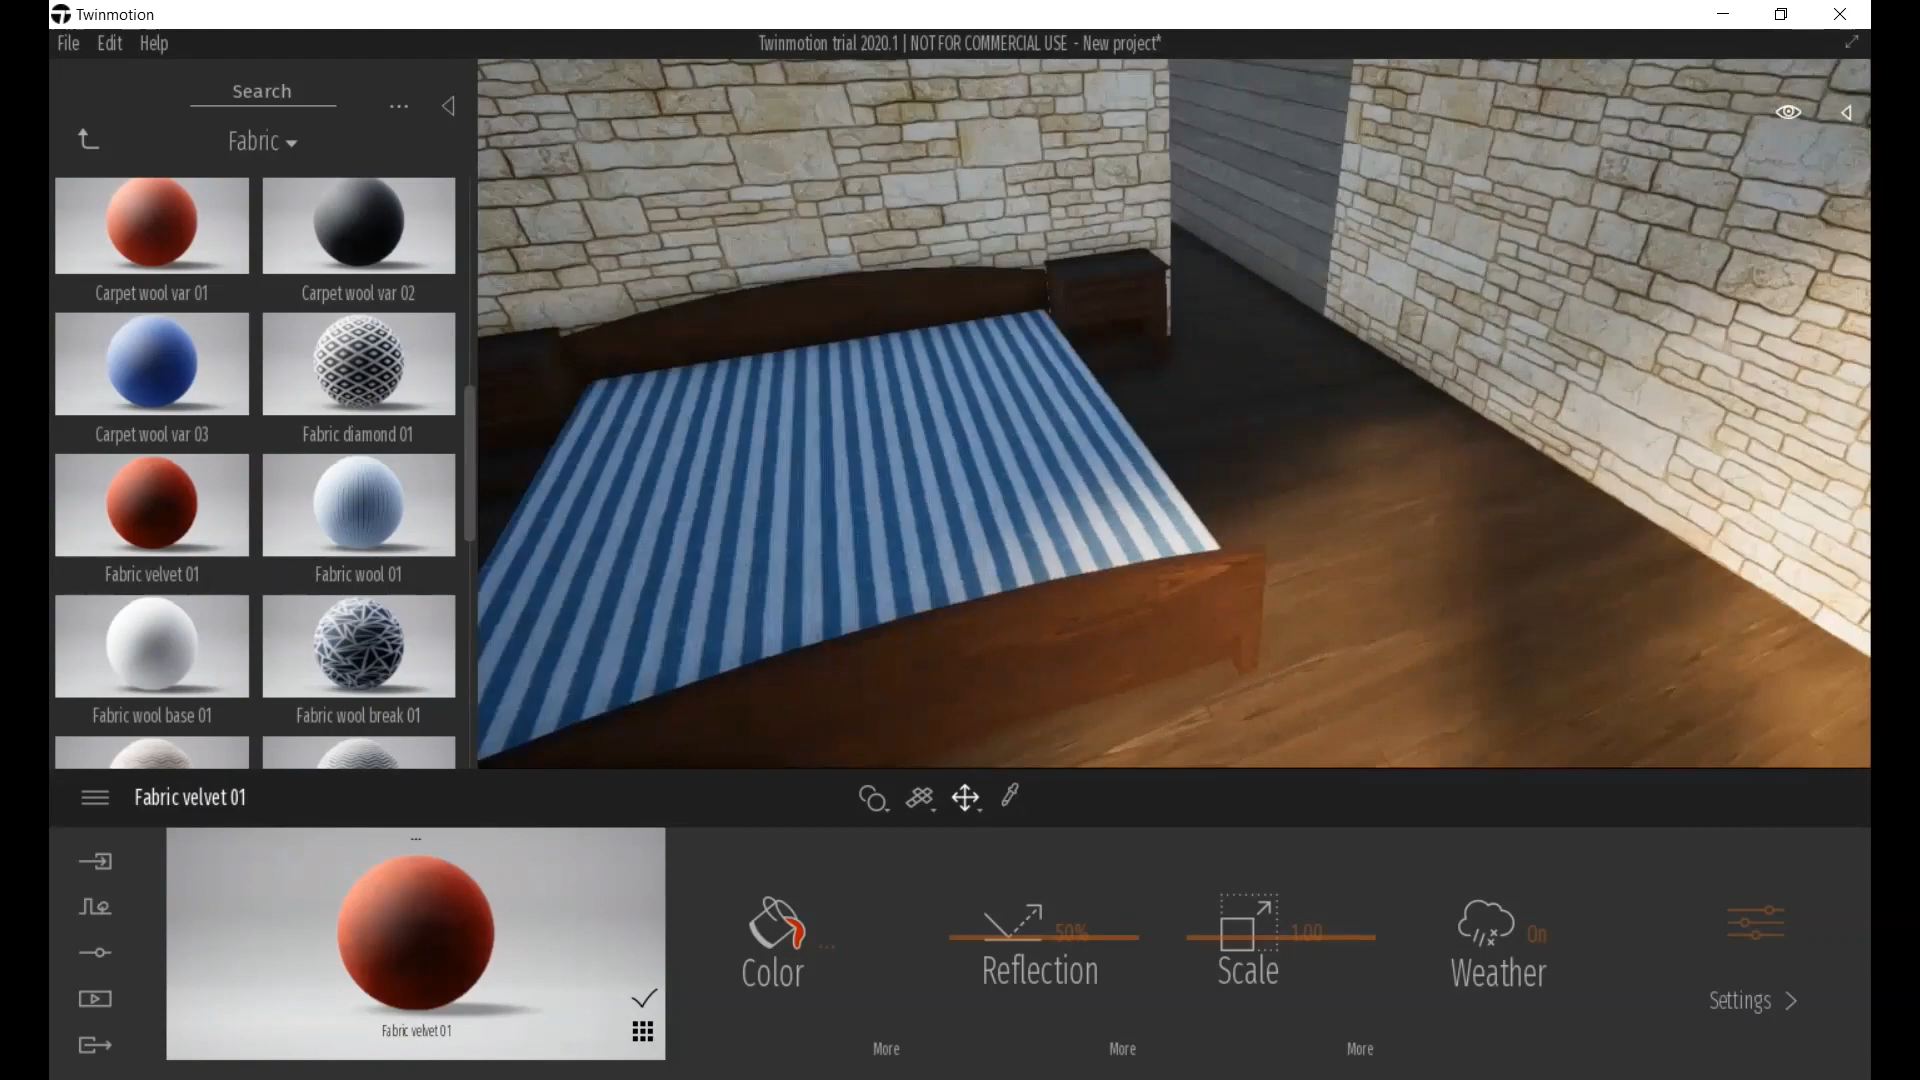 Twinmotion
File Edit Help
Twinmotion trial 2020.1 | NOT FOR COMMERCIAL USE - New project*
Search
...
Fabric
Carpet wool var 01
Carpet wool var 02
Carpet wool var 03
Fabric diamond 01
Fabric velvet 01
Fabric wool 01
Fabric wool base 01
Fabric wool break 01
Fabric velvet 01
...
Fabric velvet 01
Color
...
More
50%
Reflection
More
1.00
Scale
More
On
Weather
Settings